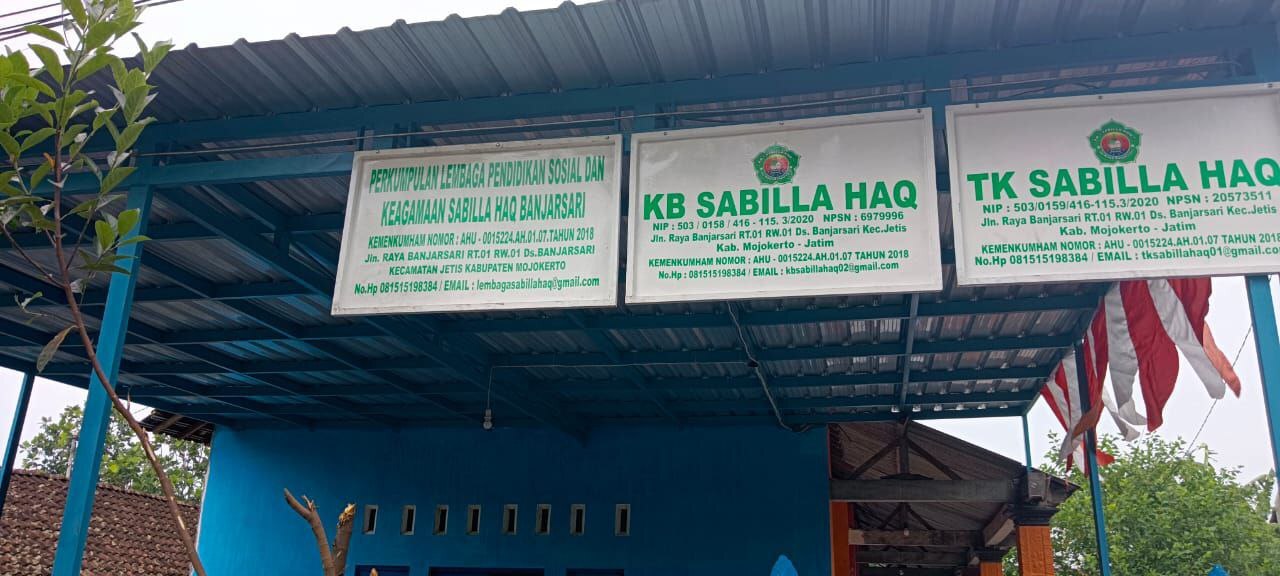 PERKUMPULAN LEMBAGA PENDIDIKAN SOSIAL DAN
KEAGAMAAN SABILLA HAQ BANJARSARI
KEMENKUMHAM NOMOR : AHU - 0015224.AH.01.07.TAHUN 2018
Jln. RAYA BANJARSARI RT.01 RW.01 Ds.BANJARSARI
KECAMATAN JETIS KABUPATEN MOJOKERTO
No.Hp 081515198384 / EMAIL : lembagasabillahaq@gmail.com
KB SABILLA HAQ
NIP : 503 / 0158 / 416 - 115. 3/2020 NPSN : 6979996
Jln. Raya Banjarsari RT.01 RW.01 Ds. Banjarsari Kec.Jetis
Kab. Mojokerto - Jatim
KEMENKUMHAM NOMOR : AHU - 0015224.AH.01.07 TAHUN 2018
No.Hp : 081515198384 / EMAIL : kbsabillahaq02@gmail.com
TK SABILLA HAQ
NIP : 503/0159/416-115.3/2020 NPSN : 20573511
Jln. Raya Banjarsari RT.01 RW.01 Ds. Banjarsari Kec.Jetis
Kab. Mojokerto - Jatim
KEMENKUMHAM NOMOR : AHU - 0015224.AH.01.07 TAHUN 2018
No.Hp : 081515198384 / EMAIL : tksabillahaq01@gmail.com